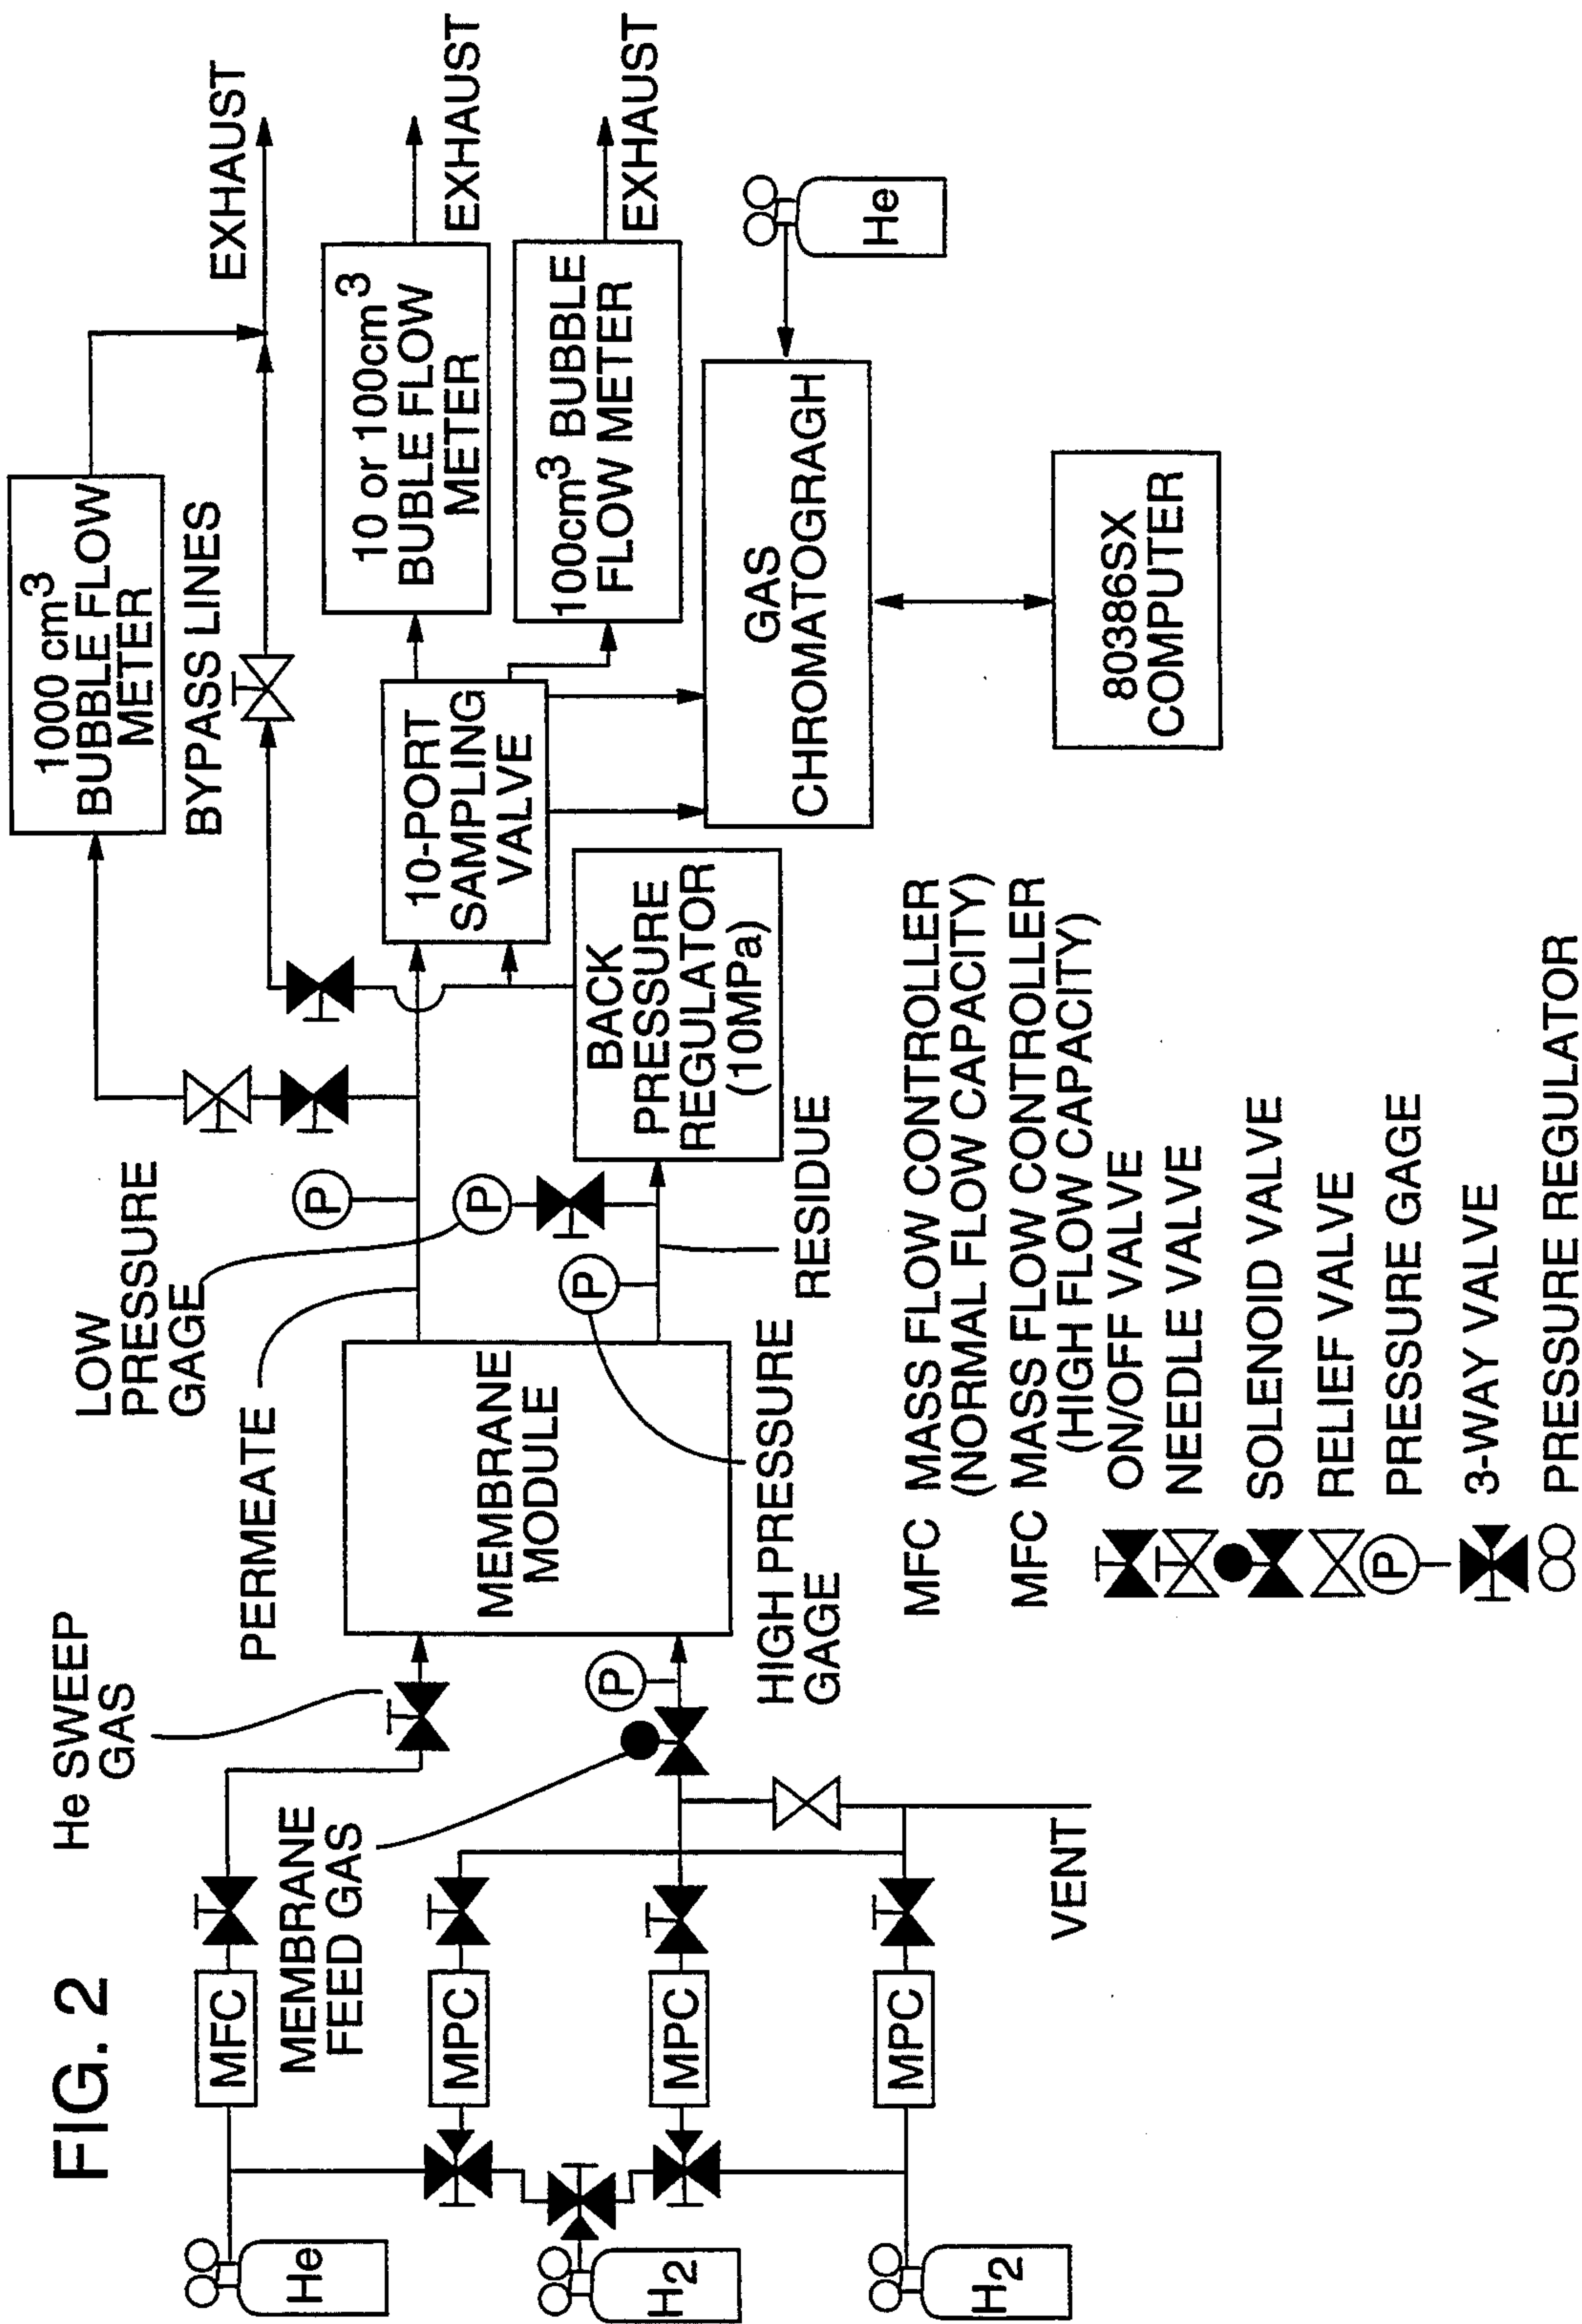 FIG. 2
He
H2
H2
MFC
MPC
MPC
MPC
He SWEEP
GAS
MEMBRANE
FEED GAS
VENT
PERMEATE
LOW
PRESSURE
GAGE
MEMBRANE
MODULE
HIGH PRESSURE
GAGE
P
P
P
P
RESIDUE
BACK
PRESSURE
REGULATOR
(10MPa)
1000 cm3
BUBBLE FLOW
METER
BYPASS LINES
EXHAUST
10-PORT
SAMPLING
VALVE
10 or 100cm3
BUBLE FLOW
METER
EXHAUST
100cm3 BUBBLE
FLOW METER
EXHAUST
GAS
CHROMATOGRAGH
He
80386SX
COMPUTER
MFC MASS FLOW CONTROLLER
(NORMAL FLOW CAPACITY)
MFC MASS FLOW CONTROLLER
(HIGH FLOW CAPACITY)
ON/OFF VALVE
NEEDLE VALVE
SOLENOID VALVE
RELIEF VALVE
P PRESSURE GAGE
3-WAY VALVE
PRESSURE REGULATOR